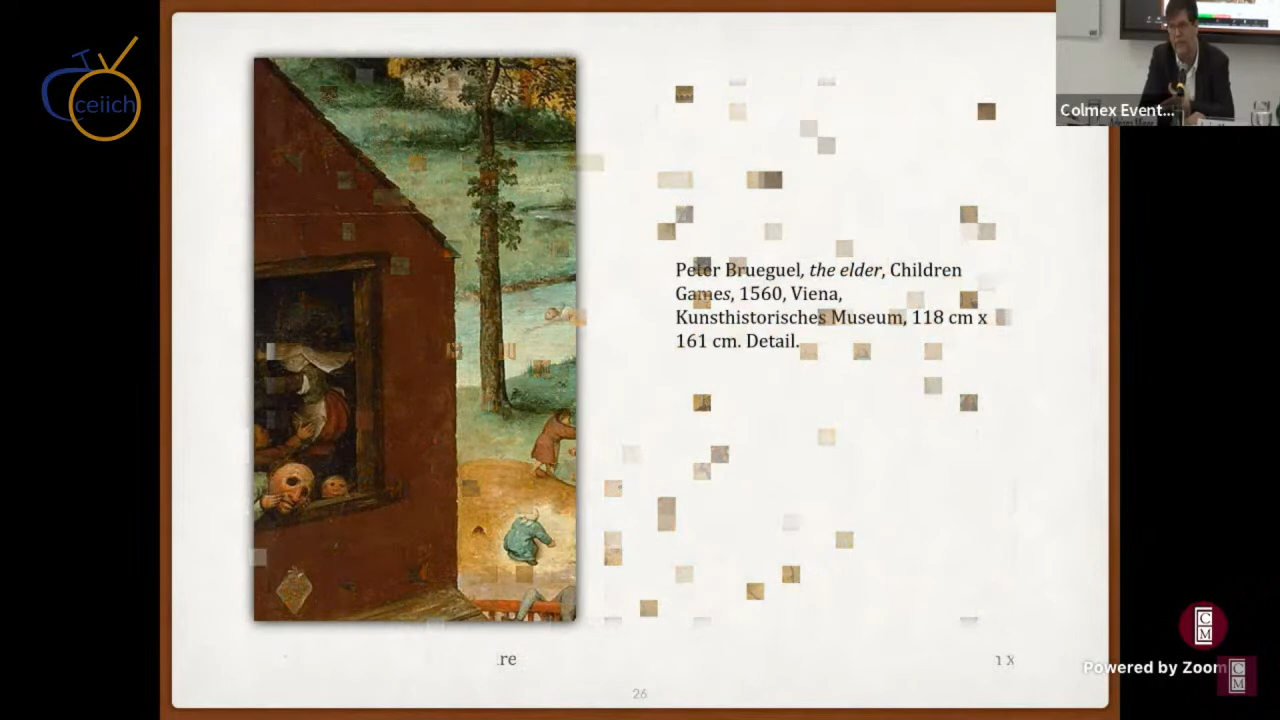 TV
ceiich
Colmex Event...
Peter Brueguel, the elder, Children
Games, 1560, Viena,
Kunsthistorisches Museum, 118 cm x
161 cm. Detail.
re
x
26
C
M
Powered by Zoom
C
M